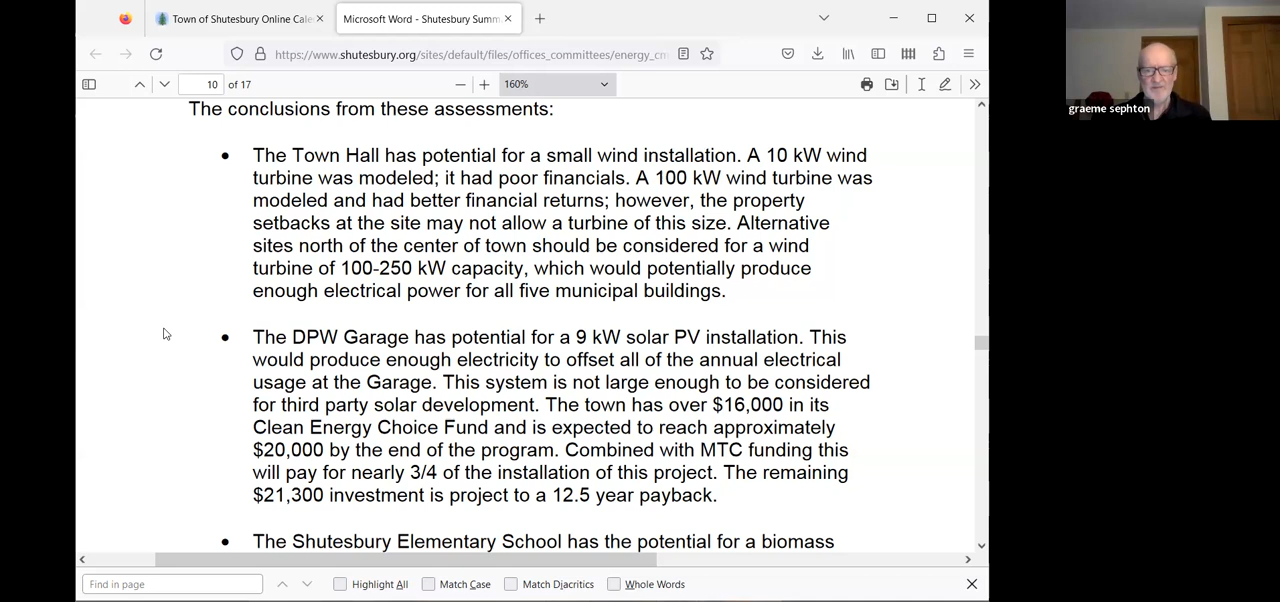 Town of Shutesbury Online Cale
Microsoft Word - Shutesbury Summ
https://www.shutesbury.org/sites/default/files/offices_committees/energy_cm
10 of 17
160%
The conclusions from these assessments:
• The Town Hall has potential for a small wind installation. A 10 kW wind
turbine was modeled; it had poor financials. A 100 kW wind turbine was
modeled and had better financial returns; however, the property
setbacks at the site may not allow a turbine of this size. Alternative
sites north of the center of town should be considered for a wind
turbine of 100-250 kW capacity, which would potentially produce
enough electrical power for all five municipal buildings.
• The DPW Garage has potential for a 9 kW solar PV installation. This
would produce enough electricity to offset all of the annual electrical
usage at the Garage. This system is not large enough to be considered
for third party solar development. The town has over $16,000 in its
Clean Energy Choice Fund and is expected to reach approximately
$20,000 by the end of the program. Combined with MTC funding this
will pay for nearly 3/4 of the installation of this project. The remaining
$21,300 investment is project to a 12.5 year payback.
• The Shutesbury Elementary School has the potential for a biomass
Find in page
Highlight All
Match Case
Match Diacritics
Whole Words
graeme sephton